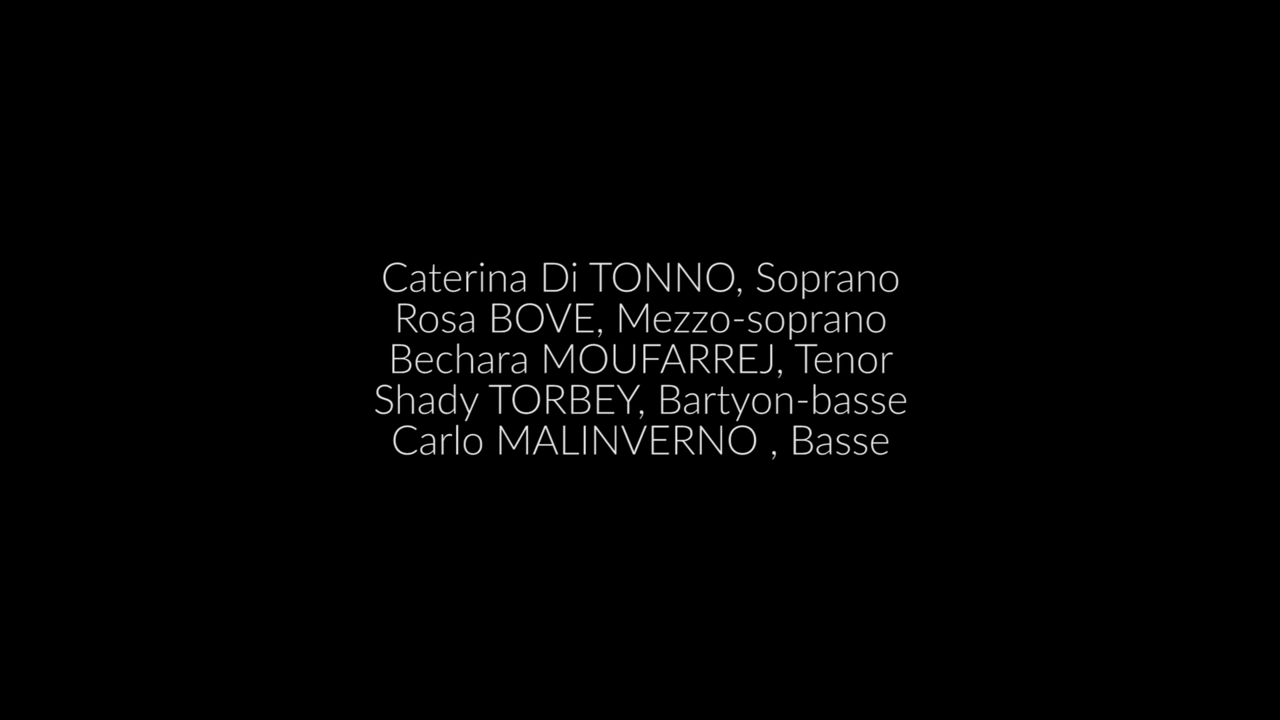 Caterina Di TONNO, Soprano
Rosa BOVE, Mezzo-soprano
Bechara MOUFARREJ, Tenor
Shady TORBEY, Bartyon-basse
Carlo MALINVERNO , Basse